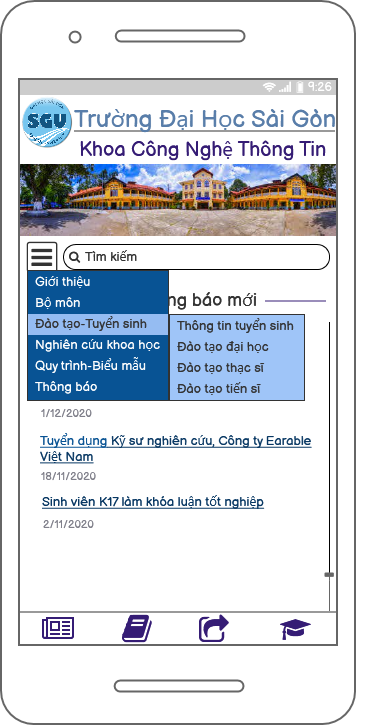 9:26
SGU
Trường Đại Học Sài Gòn
Khoa Công Nghệ Thông Tin
Tìm kiếm
Giới thiệu
Bộ môn
Đào tạo-Tuyển sinh
Nghiên cứu khoa học
Quy trình-Biểu mẫu
Thông báo
ng báo mới
Thông tin tuyển sinh
Đào tạo đại học
Đào tạo thạc sĩ
Đào tạo tiến sĩ
1/12/2020
Tuyển dụng Kỹ sư nghiên cứu, Công ty Earable
Việt Nam
18/11/2020
Sinh viên K17 làm khóa luận tốt nghiệp
2/11/2020